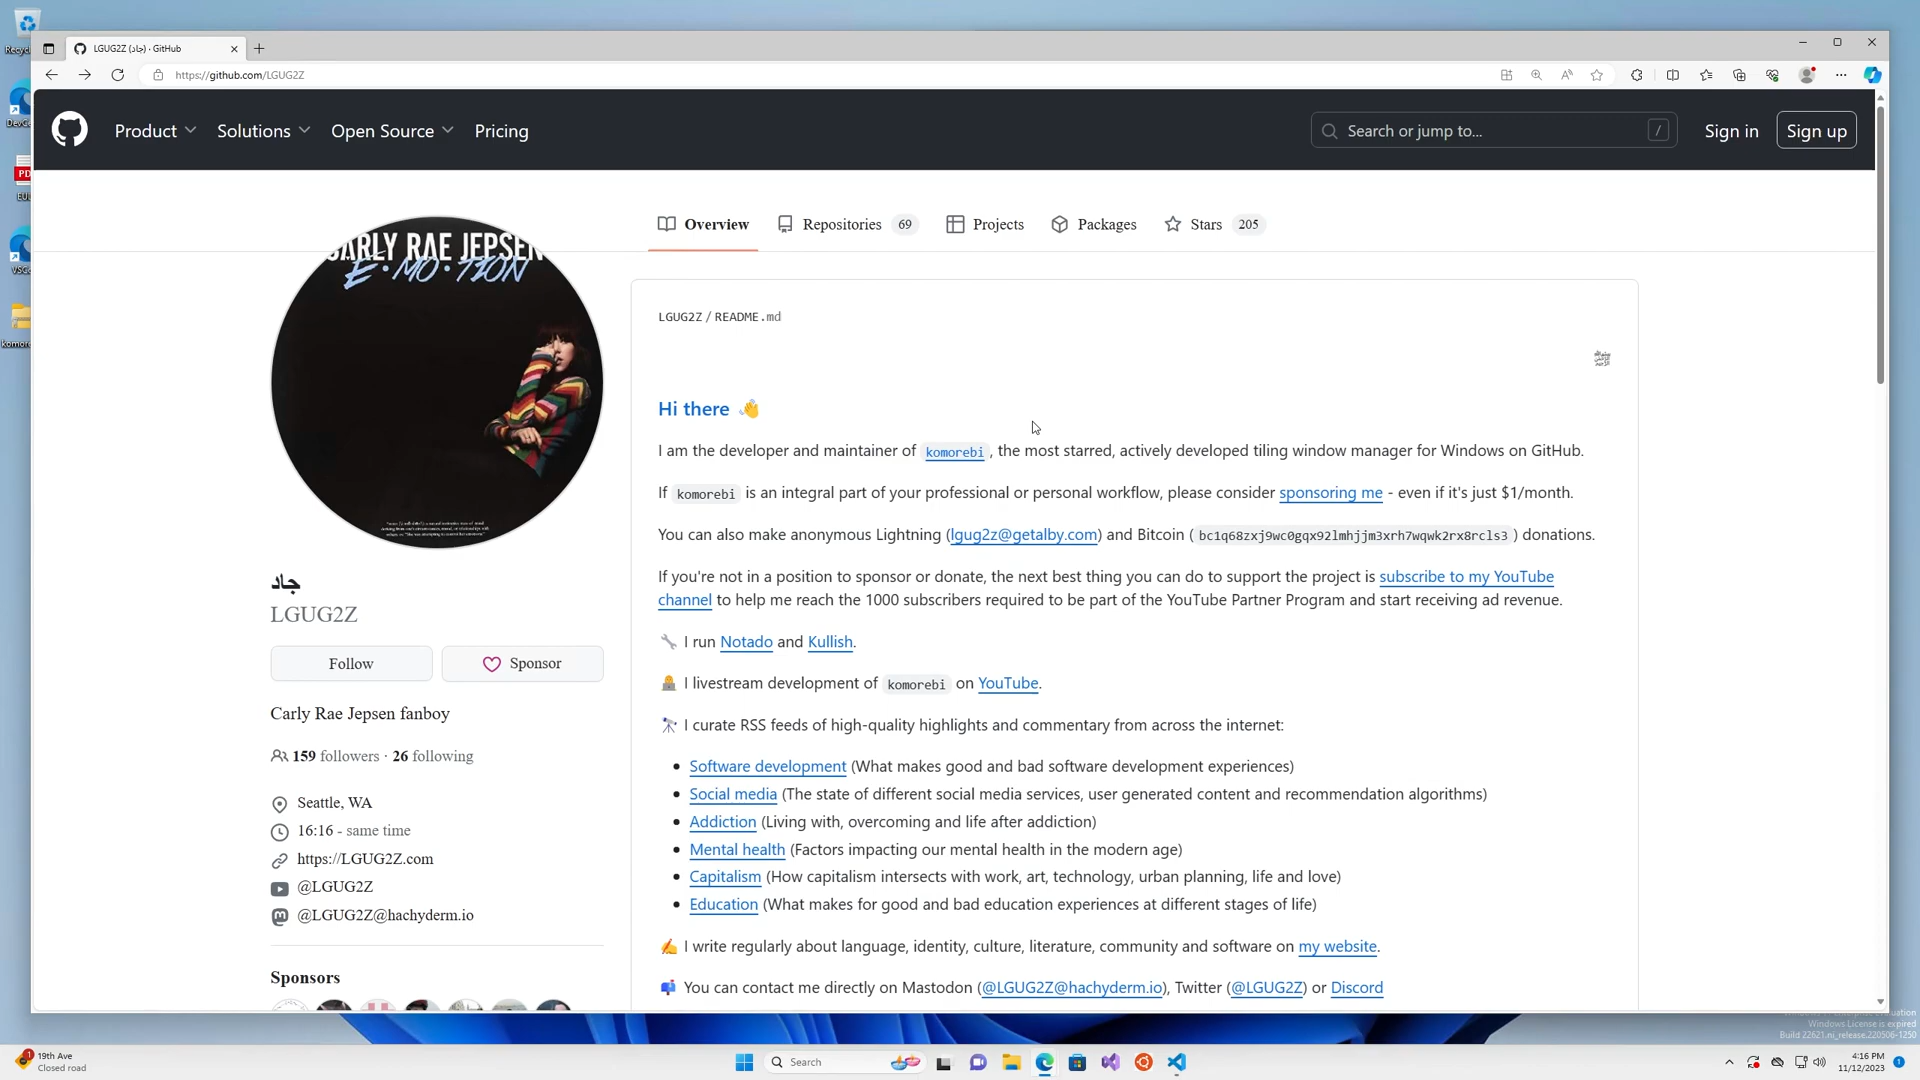 LGUG2Z (جاد) · GitHub
https://github.com/LGUG2Z
Product
Solutions
Open Source
Pricing
Search or jump to...
/
Sign in
Sign up
Overview
Repositories 69
Projects
Packages
Stars 205
CARLY RAE JEPSEN
E·MO·TION
LGUG2Z / README.md
Hi there 👋
I am the developer and maintainer of komorebi , the most starred, actively developed tiling window manager for Windows on GitHub.
If komorebi is an integral part of your professional or personal workflow, please consider sponsoring me - even if it's just $1/month.
You can also make anonymous Lightning (lgug2z@getalby.com) and Bitcoin ( bc1q68zxj9wc0gqx92lmhjjm3xrh7wqwk2rx8rcls3 ) donations.
If you're not in a position to sponsor or donate, the next best thing you can do to support the project is subscribe to my YouTube
channel to help me reach the 1000 subscribers required to be part of the YouTube Partner Program and start receiving ad revenue.
🔧 I run Notado and Kullish.
I livestream development of komorebi on YouTube.
🔭 I curate RSS feeds of high-quality highlights and commentary from across the internet:
• Software development (What makes good and bad software development experiences)
• Social media (The state of different social media services, user generated content and recommendation algorithms)
• Addiction (Living with, overcoming and life after addiction)
• Mental health (Factors impacting our mental health in the modern age)
• Capitalism (How capitalism intersects with work, art, technology, urban planning, life and love)
• Education (What makes for good and bad education experiences at different stages of life)
✍️ I write regularly about language, identity, culture, literature, community and software on my website.
📫 You can contact me directly on Mastodon (@LGUG2Z@hachyderm.io), Twitter (@LGUG2Z) or Discord
جاد
LGUG2Z
Follow
Sponsor
Carly Rae Jepsen fanboy
159 followers · 26 following
Seattle, WA
16:16 - same time
https://LGUG2Z.com
@LGUG2Z
@LGUG2Z@hachyderm.io
Sponsors
Windows License is expired
Build 22621.ni_release.220506-1250
19th Ave
Closed road
Search
4:16 PM
11/12/2023